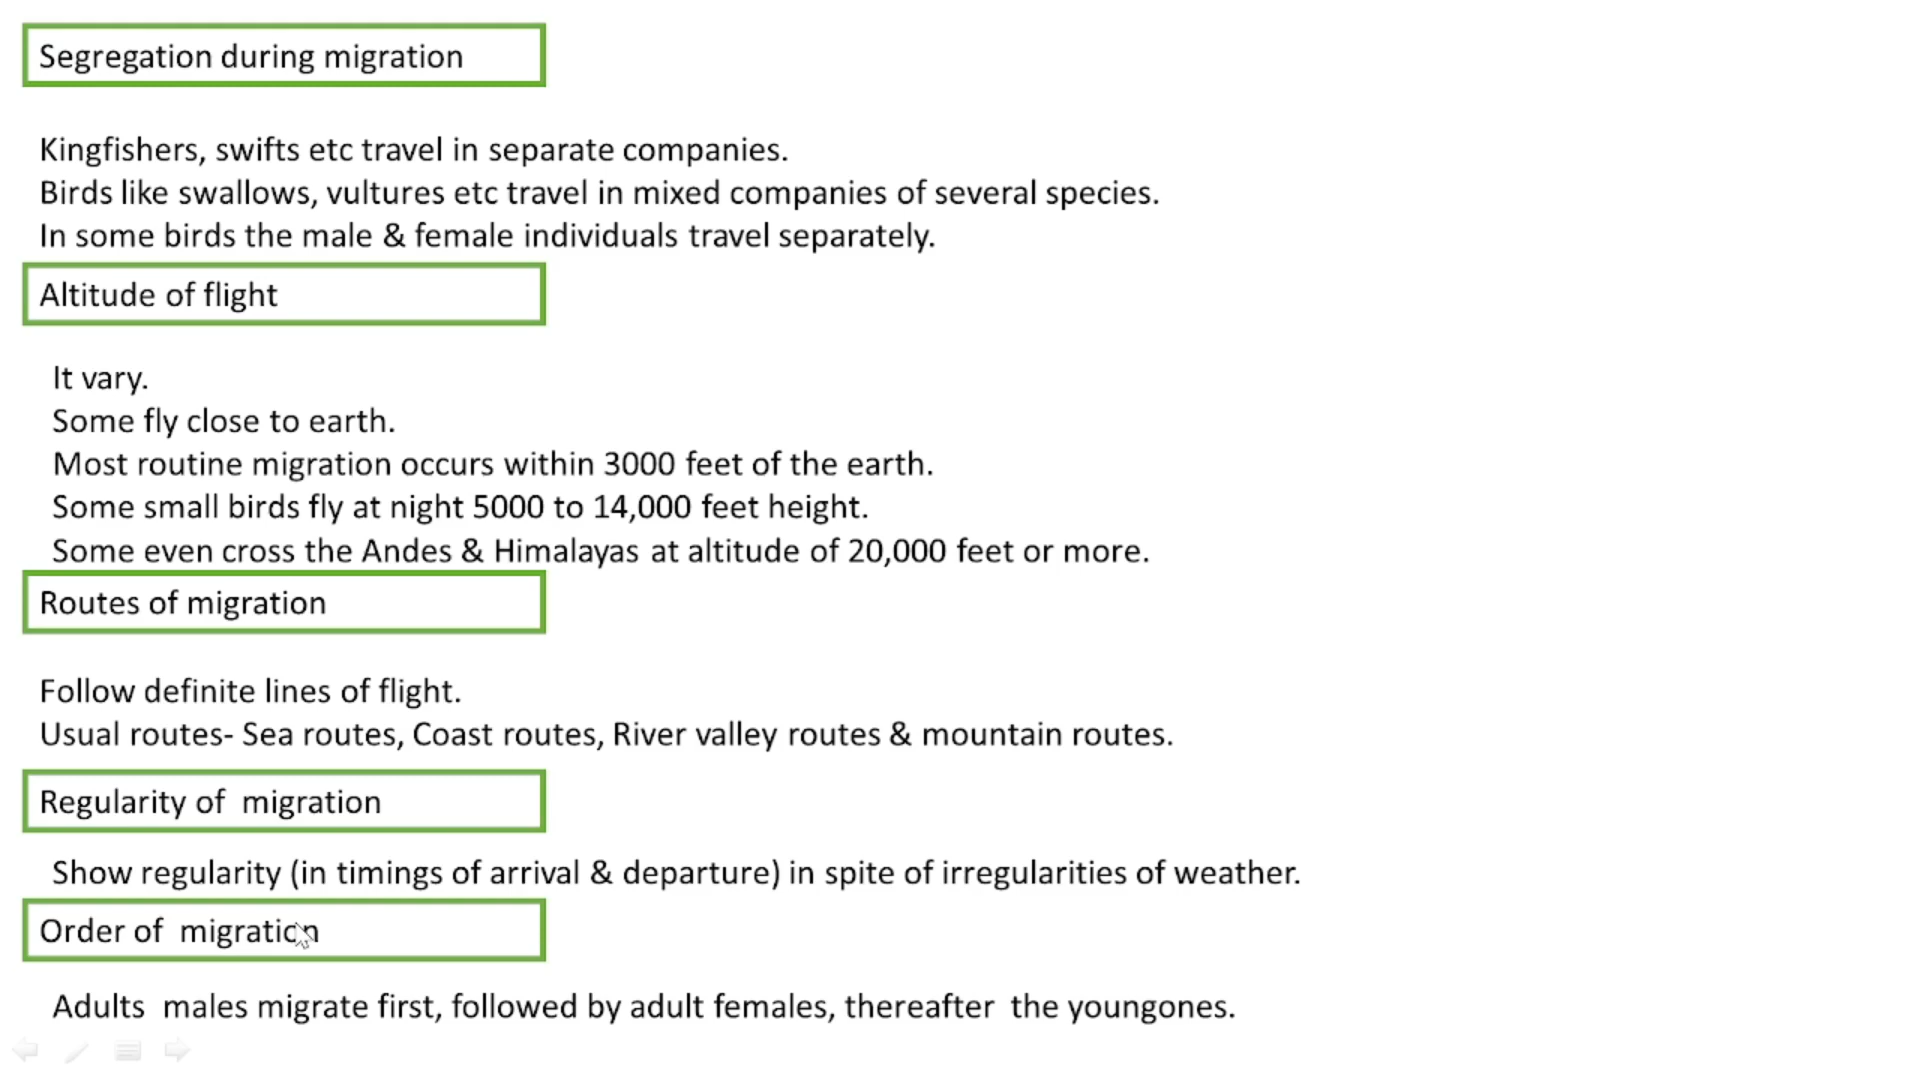 Segregation during migration
Kingfishers, swifts etc travel in separate companies.
Birds like swallows, vultures etc travel in mixed companies of several species.
In some birds the male & female individuals travel separately.
Altitude of flight
It vary.
Some fly close to earth.
Most routine migration occurs within 3000 feet of the earth.
Some small birds fly at night 5000 to 14,000 feet height.
Some even cross the Andes & Himalayas at altitude of 20,000 feet or more.
Routes of migration
Follow definite lines of flight.
Usual routes- Sea routes, Coast routes, River valley routes & mountain routes.
Regularity of  migration
Show regularity (in timings of arrival & departure) in spite of irregularities of weather.
Order of  migration
Adults  males migrate first, followed by adult females, thereafter  the youngones.